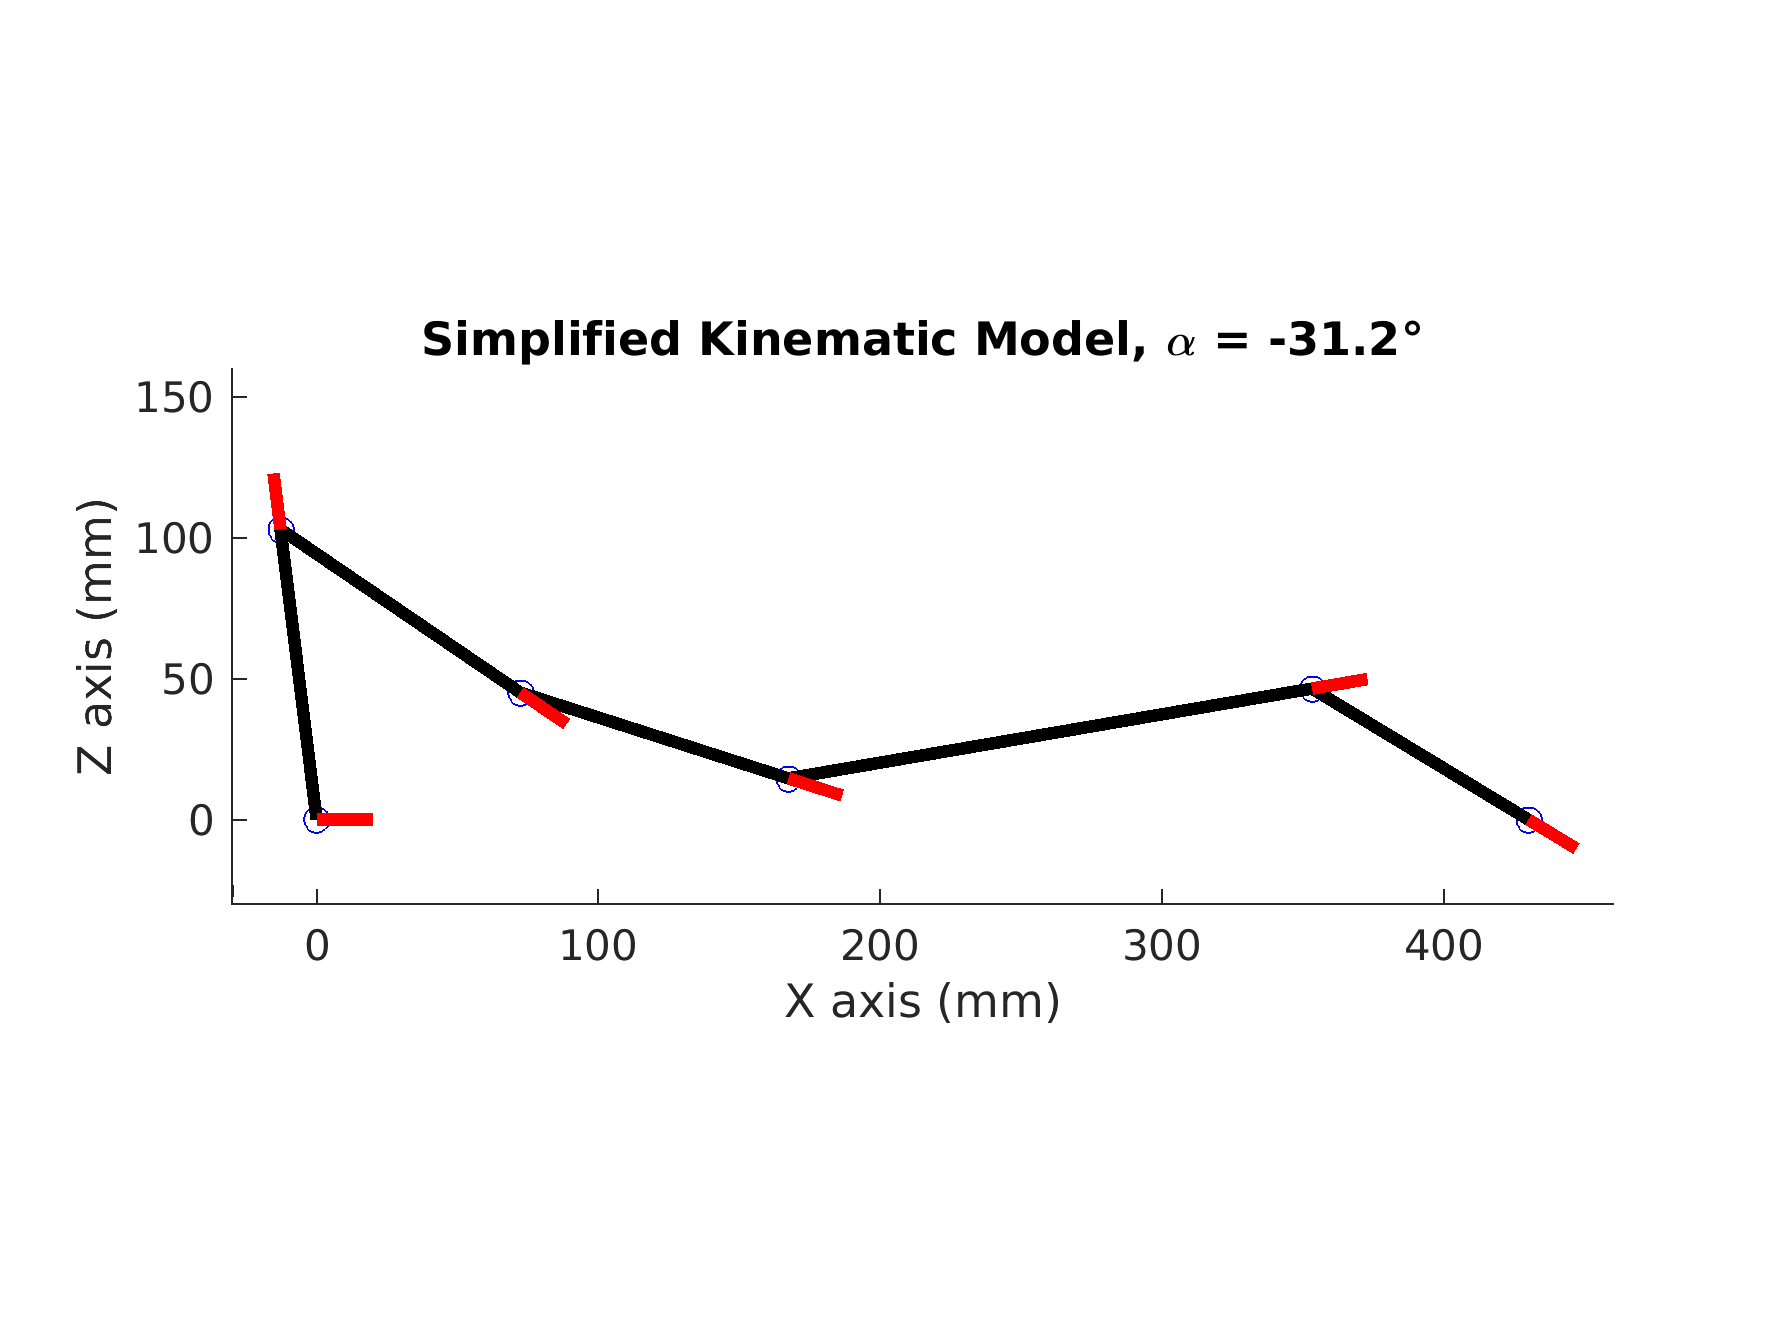 Simplified Kinematic Model, α = -31.2°
150
100
50
0
Z axis (mm)
0 100 200 300 400
X axis (mm)